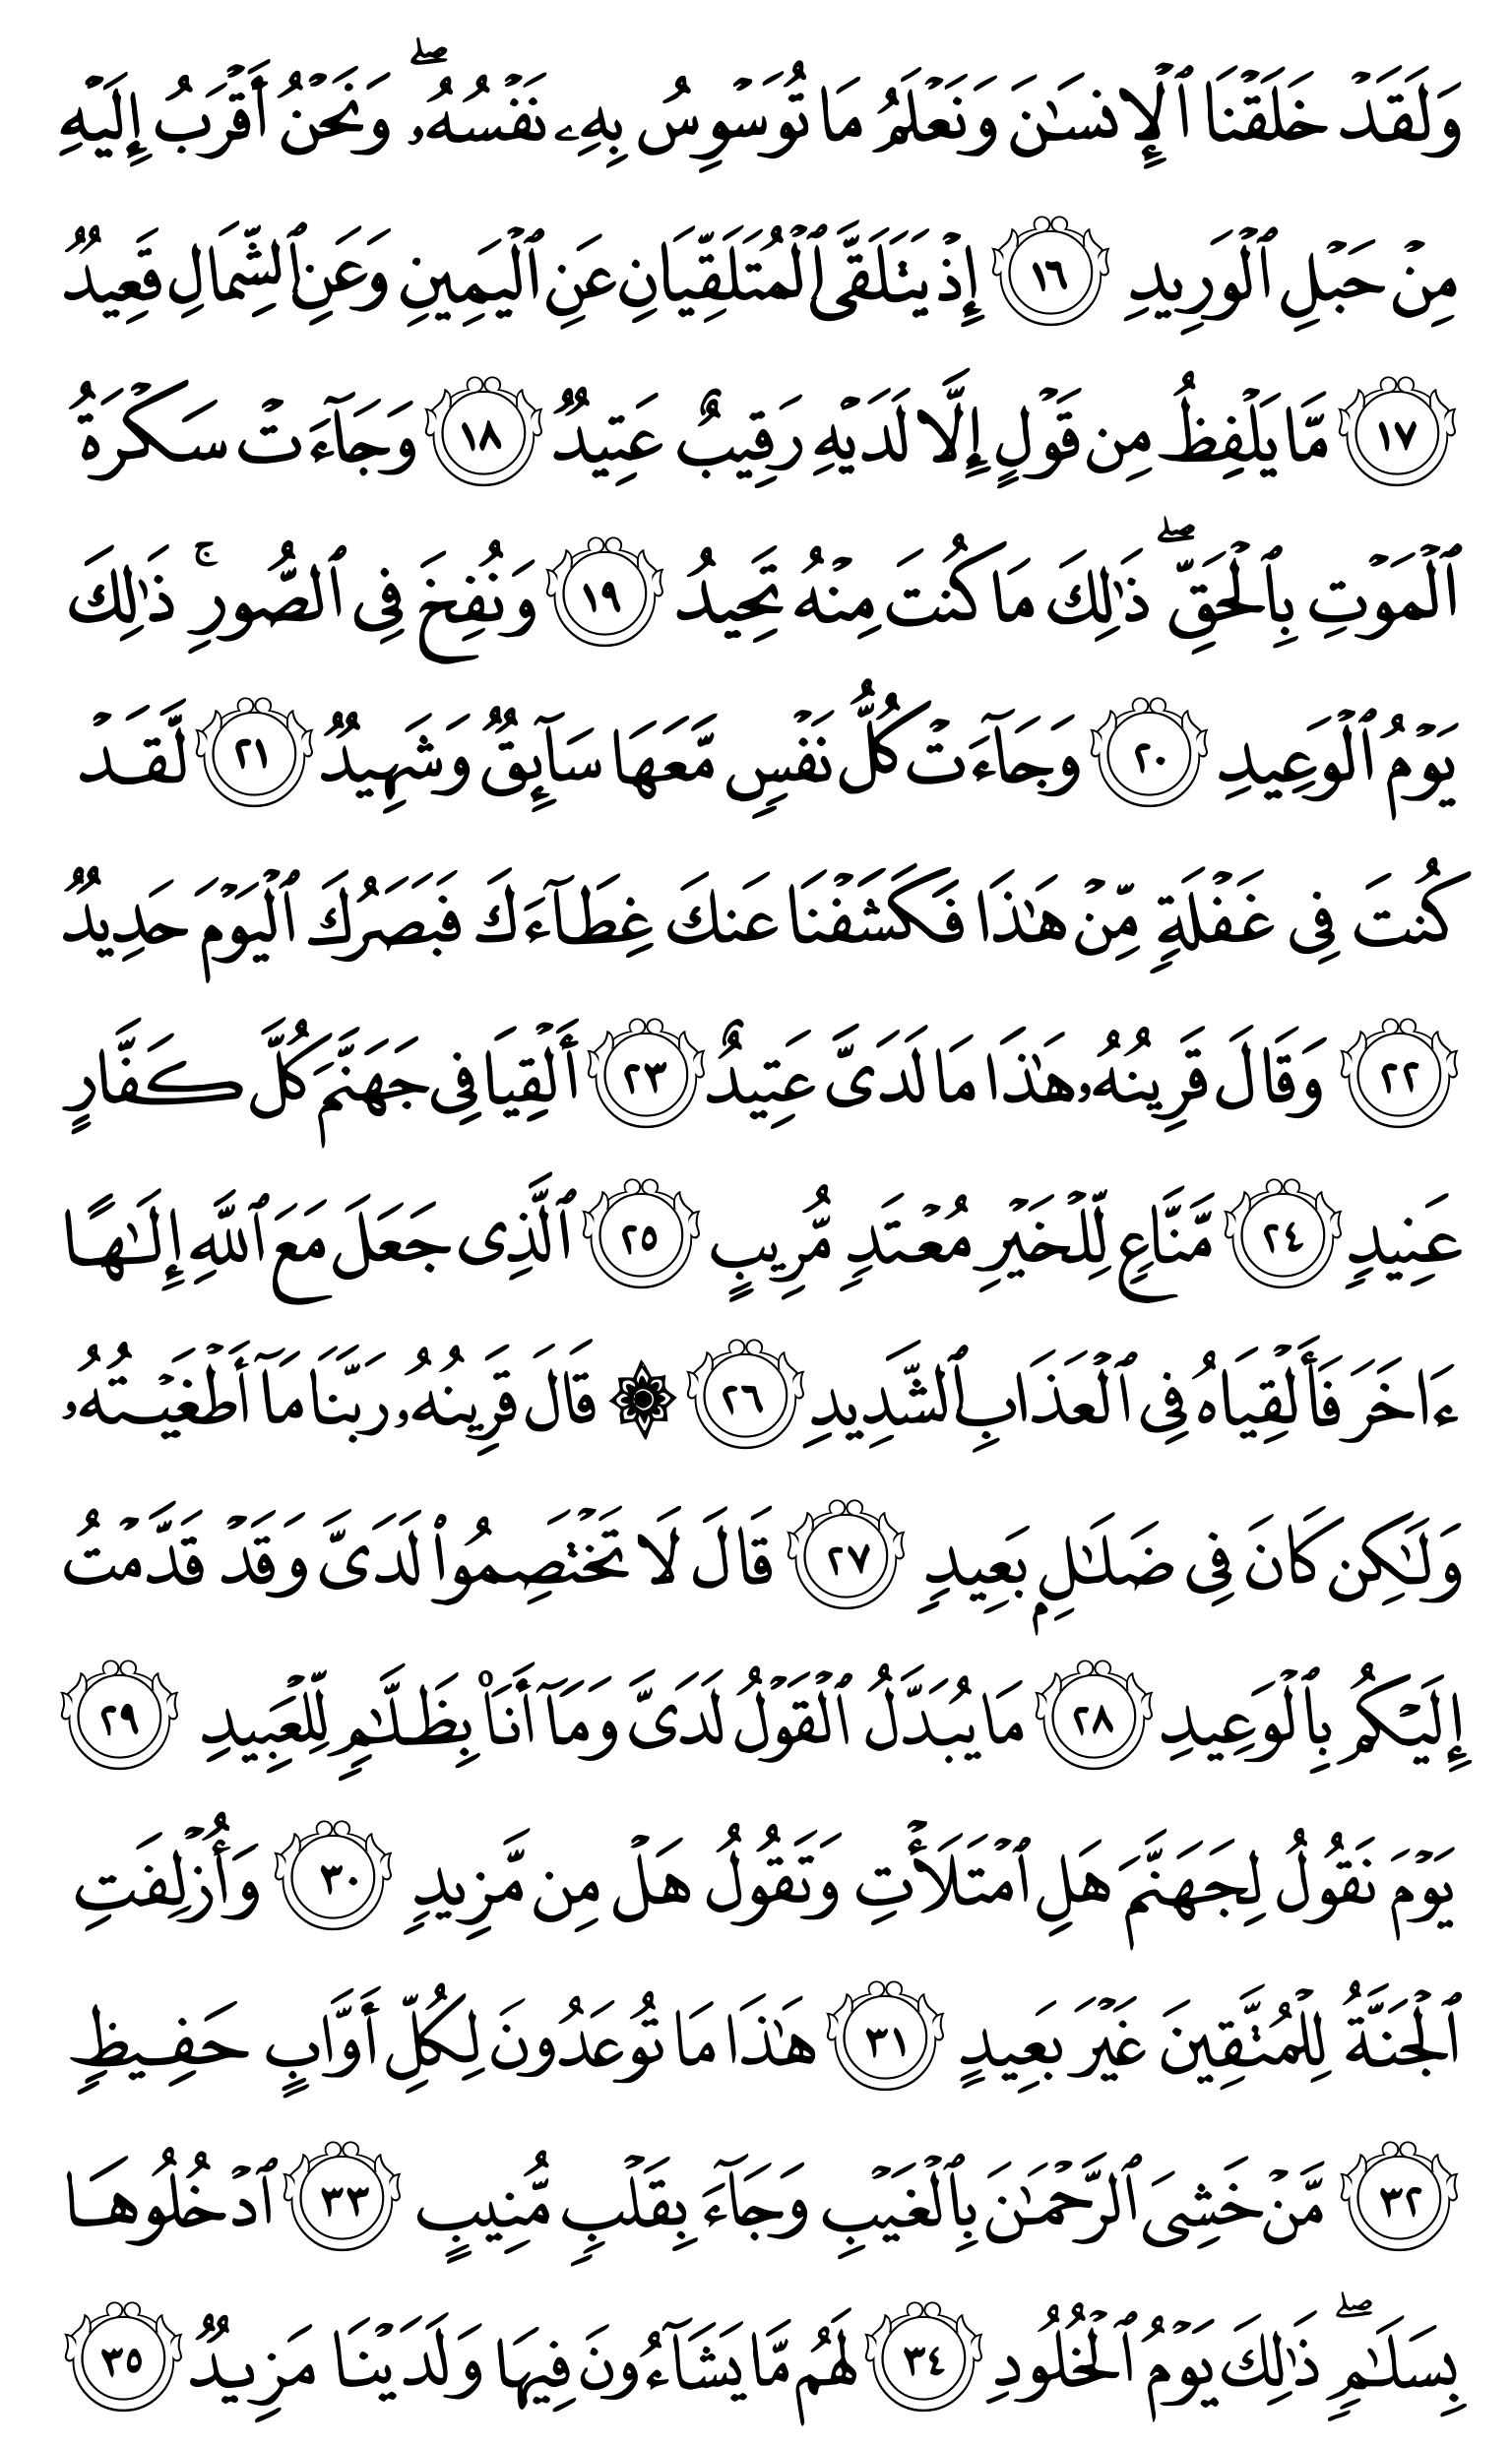 وَلَقَدۡ خَلَقۡنَا ٱلۡإِنسَٰنَ وَنَعۡلَمُ مَا تُوَسۡوِسُ بِهِۦ نَفۡسُهُۥۖ وَنَحۡنُ أَقۡرَبُ إِلَيۡهِ
مِنۡ حَبۡلِ ٱلۡوَرِيدِ ١٦ إِذۡ يَتَلَقَّى ٱلۡمُتَلَقِّيَانِ عَنِ ٱلۡيَمِينِ وَعَنِ ٱلشِّمَالِ قَعِيدٞ
١٧ مَّا يَلۡفِظُ مِن قَوۡلٍ إِلَّا لَدَيۡهِ رَقِيبٌ عَتِيدٞ ١٨ وَجَآءَتۡ سَكۡرَةُ
ٱلۡمَوۡتِ بِٱلۡحَقِّۖ ذَٰلِكَ مَا كُنتَ مِنۡهُ تَحِيدُ ١٩ وَنُفِخَ فِي ٱلصُّورِۚ ذَٰلِكَ
يَوۡمُ ٱلۡوَعِيدِ ٢٠ وَجَآءَتۡ كُلُّ نَفۡسٖ مَّعَهَا سَآئِقٞ وَشَهِيدٞ ٢١ لَّقَدۡ
كُنتَ فِي غَفۡلَةٖ مِّنۡ هَٰذَا فَكَشَفۡنَا عَنكَ غِطَآءَكَ فَبَصَرُكَ ٱلۡيَوۡمَ حَدِيدٞ
٢٢ وَقَالَ قَرِينُهُۥ هَٰذَا مَا لَدَيَّ عَتِيدٌ ٢٣ أَلۡقِيَا فِي جَهَنَّمَ كُلَّ كَفَّارٍ
عَنِيدٖ ٢٤ مَّنَّاعٖ لِّلۡخَيۡرِ مُعۡتَدٖ مُّرِيبٍ ٢٥ ٱلَّذِي جَعَلَ مَعَ ٱللَّهِ إِلَٰهًا
ءَاخَرَ فَأَلۡقِيَاهُ فِي ٱلۡعَذَابِ ٱلشَّدِيدِ ٢٦ ۞ قَالَ قَرِينُهُۥ رَبَّنَا مَآ أَطۡغَيۡتُهُۥ
وَلَٰكِن كَانَ فِي ضَلَٰلِۭ بَعِيدٖ ٢٧ قَالَ لَا تَخۡتَصِمُواْ لَدَيَّ وَقَدۡ قَدَّمۡتُ
إِلَيۡكُم بِٱلۡوَعِيدِ ٢٨ مَا يُبَدَّلُ ٱلۡقَوۡلُ لَدَيَّ وَمَآ أَنَا۠ بِظَلَّٰمٖ لِّلۡعَبِيدِ ٢٩
يَوۡمَ نَقُولُ لِجَهَنَّمَ هَلِ ٱمۡتَلَأۡتِ وَتَقُولُ هَلۡ مِن مَّزِيدٖ ٣٠ وَأُزۡلِفَتِ
ٱلۡجَنَّةُ لِلۡمُتَّقِينَ غَيۡرَ بَعِيدٍ ٣١ هَٰذَا مَا تُوعَدُونَ لِكُلِّ أَوَّابٍ حَفِيظٖ
٣٢ مَّنۡ خَشِيَ ٱلرَّحۡمَٰنَ بِٱلۡغَيۡبِ وَجَآءَ بِقَلۡبٖ مُّنِيبٍ ٣٣ ٱدۡخُلُوهَا
بِسَلَٰمٖۖ ذَٰلِكَ يَوۡمُ ٱلۡخُلُودِ ٣٤ لَهُم مَّا يَشَآءُونَ فِيهَا وَلَدَيۡنَا مَزِيدٞ ٣٥